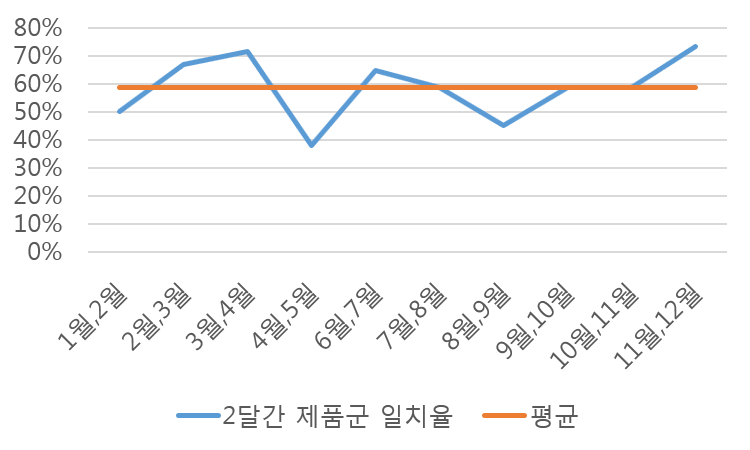 80%
70%
60%
50%
40%
30%
20%
10%
0%
1월,2월
2월,3월
3월,4월
4월,5월
6월,7월
7월,8월
8월,9월
9월,10월
10월,11월
11월,12월
2달간 제품군 일치율
평균